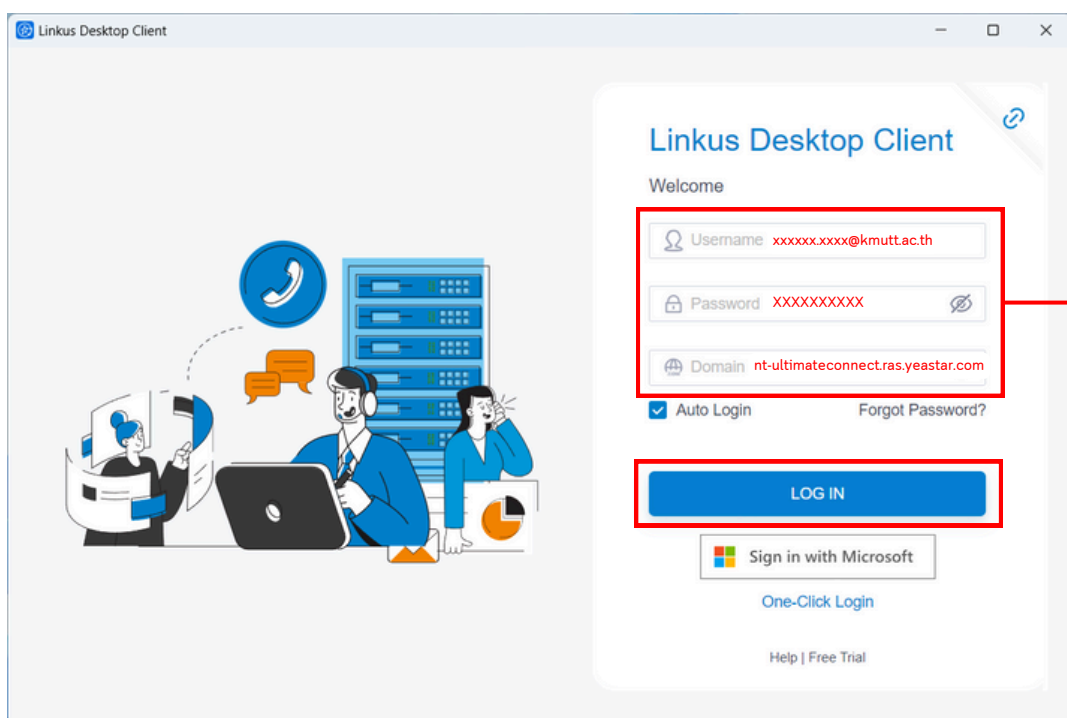 Linkus Desktop Client
Linkus Desktop Client
Welcome
Username xxxxxx.xxxx@kmutt.ac.th
Password XXXXXXXXXX
Domain nt-ultimateconnect.ras.yeastar.com
Auto Login Forgot Password?
LOG IN
Sign in with Microsoft
One-Click Login
Help | Free Trial